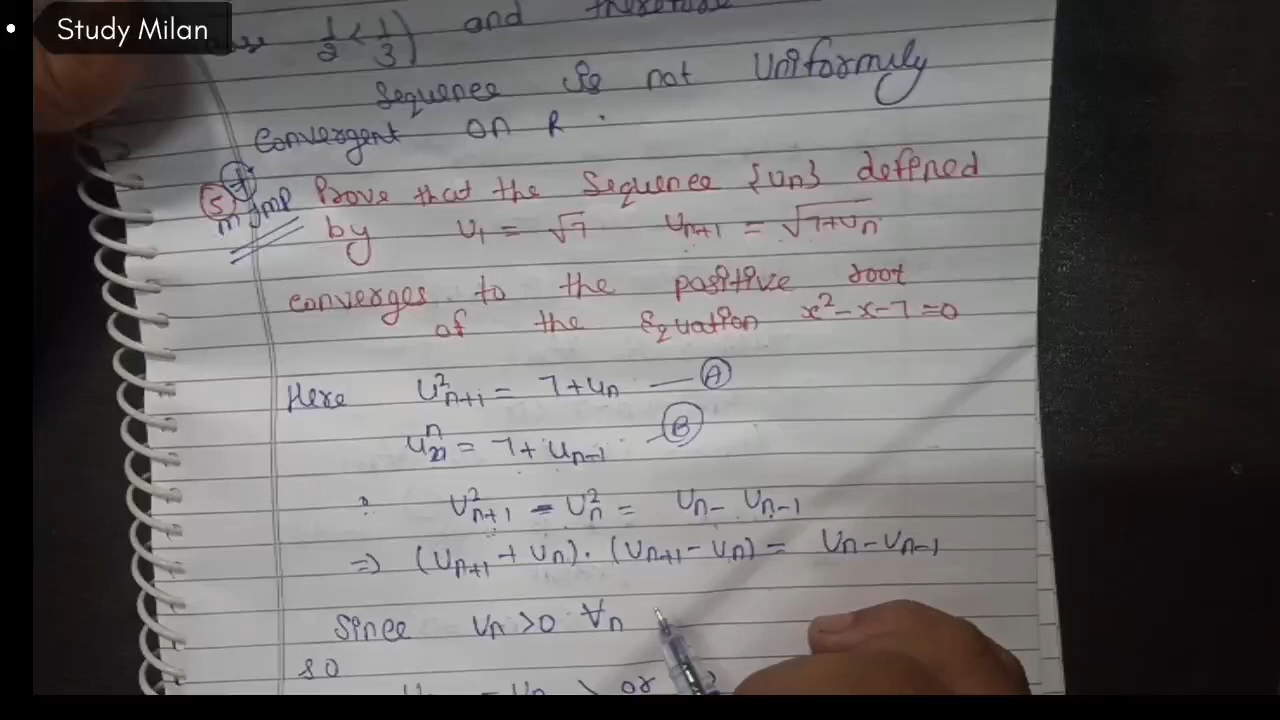 Study Milan
1/2 < 1/3) and therefore
Sequence is not Uniformuly
Convergent on R .
(5) Prove that the Sequence {Un} defined
by U1 = √7 Un+1 = √7+Un
converges to the positive root
of the Equation x² - x - 7 = 0
Here U²n+1 = 7 + un — (A)
7 + Un-1 — (B)
∴ U²n+1 - U²n = Un - Un-1
=> (Un+1 + Un) . (Un+1 - Un) = Un - Un-1
Since Un > 0 ∀n
so
or